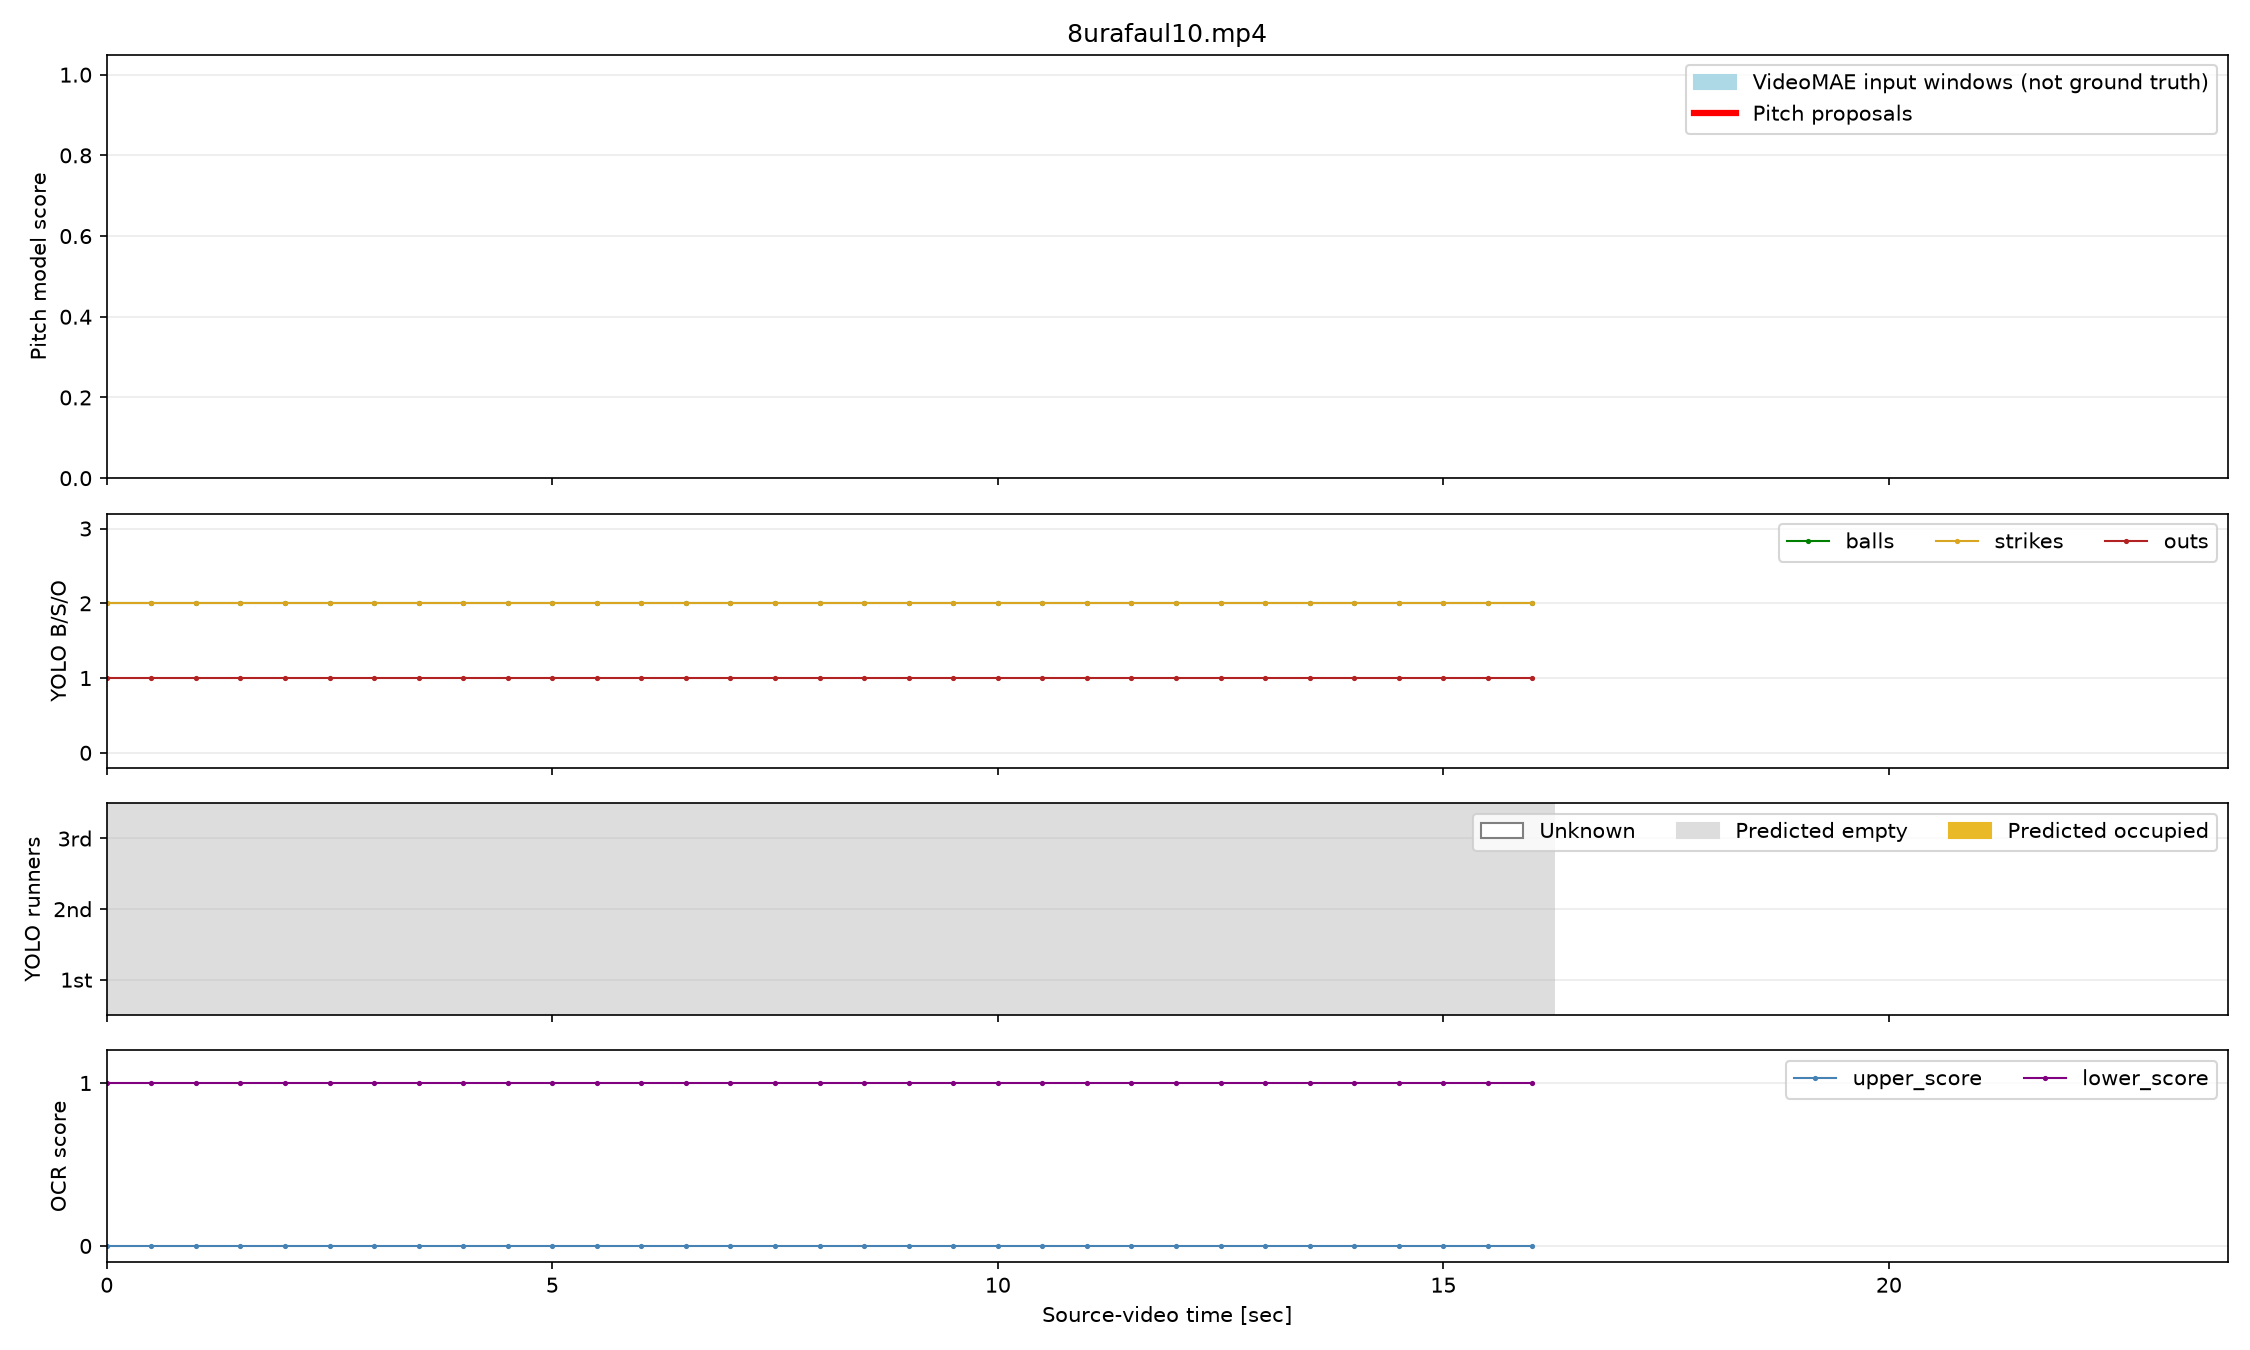 8urafaul10.mp4
VideoMAE input windows (not ground truth)
Pitch proposals
Pitch model score
1.0
0.8
0.6
0.4
0.2
0.0
balls strikes outs
YOLO B/S/O
3
2
1
0
Unknown Predicted empty Predicted occupied
YOLO runners
3rd
2nd
1st
upper_score lower_score
OCR score
1
0
0 5 10 15 20
Source-video time [sec]